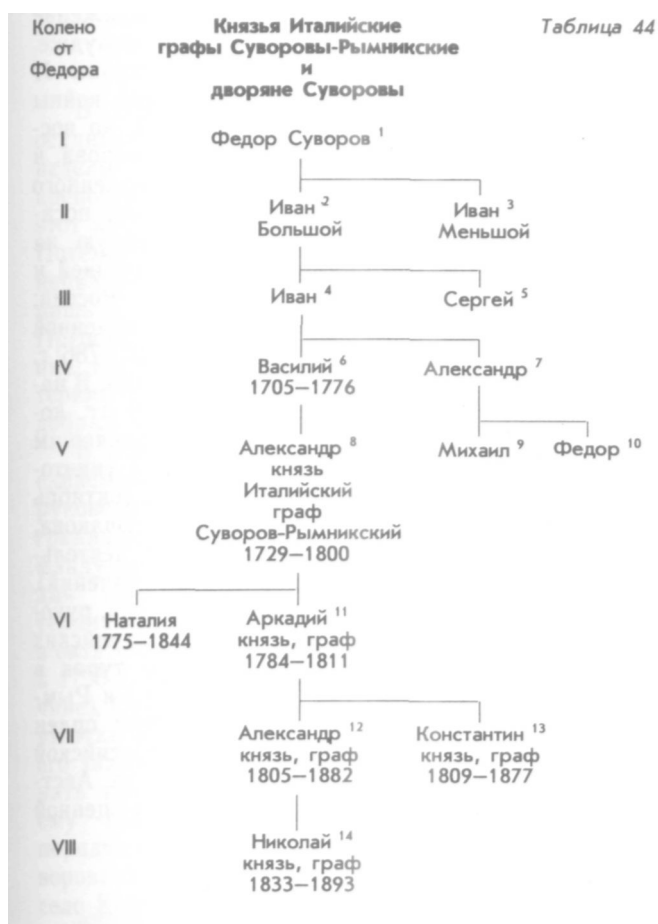 Колено
от
Федора
Князья Италийские
графы Суворовы-Рымникские
и
дворяне Суворовы
Таблица 44
I Федор Суворов 1
II Иван 2 Иван 3
Большой Меньшой
III Иван 4 Сергей 5
IV Василий 6 Александр 7
1705—1776
V Александр 8 Михаил 9 Федор 10
князь
Италийский
граф
Суворов-Рымникский
1729—1800
VI Наталия Аркадий 11
1775—1844 князь, граф
1784—1811
VII Александр 12 Константин 13
князь, граф князь, граф
1805—1882 1809—1877
VIII Николай 14
князь, граф
1833—1893